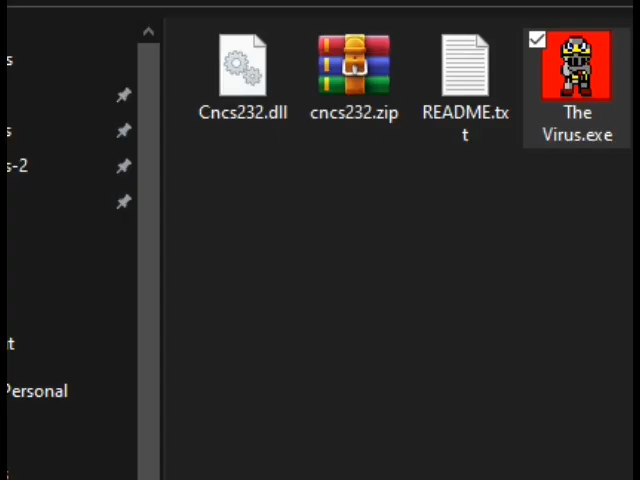 Cncs232.dll
cncs232.zip
README.tx
t
The
Virus.exe
s
s
s-2
t
Personal